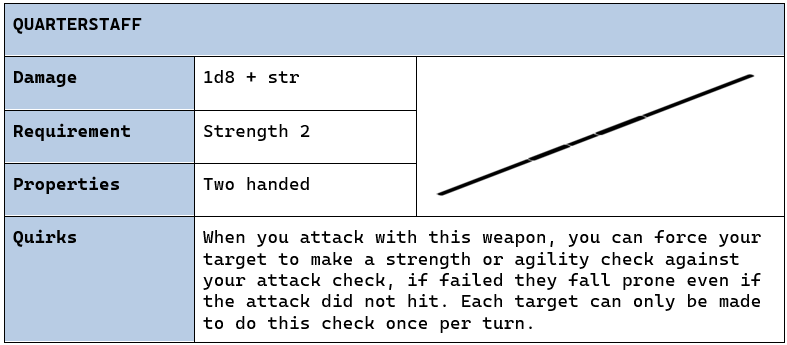 QUARTERSTAFF
Damage
1d8 + str
Requirement
Strength 2
Properties
Two handed
Quirks
When you attack with this weapon, you can force your
target to make a strength or agility check against
your attack check, if failed they fall prone even if
the attack did not hit. Each target can only be made
to do this check once per turn.